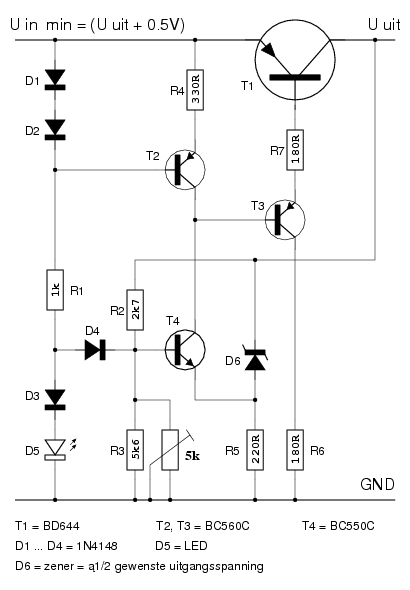 U in min = (U uit + 0.5V) U uit
D1
R4
330R
T1
D2
T2
R7
180R
T3
1k
R1
R2
2k7
D4
T4
D6
D3
D5
R3
5k6
5k
R5
220R
180R
R6
GND
T1 = BD644 T2, T3 = BC560C T4 = BC550C
D1 ... D4 = 1N4148 D5 = LED
D6 = zener = ą1/2 gewenste uitgangsspanning